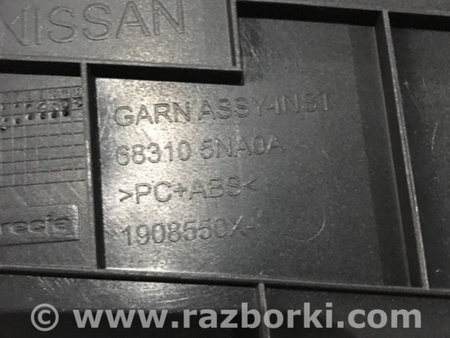 NISSAN
GARN ASSY-INST
68310 5NA0A
>PC+ABS<
1908550X-
© www.razborki.com